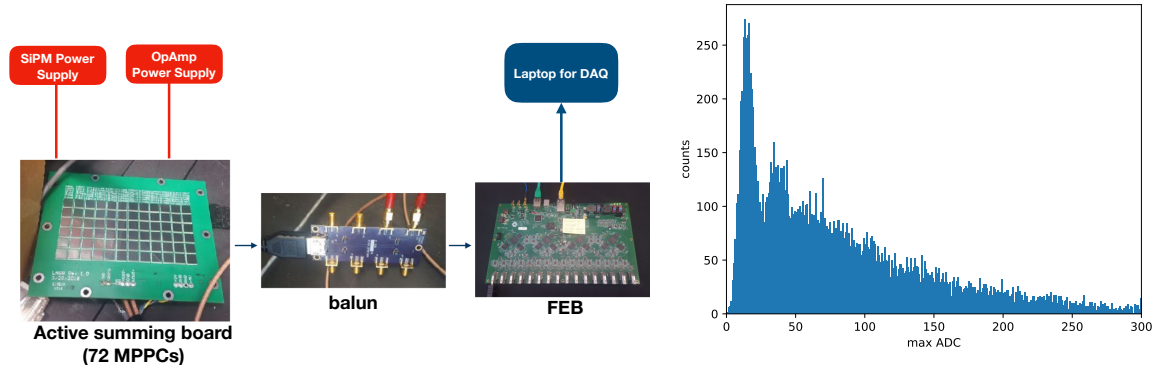 SiPM Power
Supply
OpAmp
Power Supply
Laptop for DAQ
Active summing board
(72 MPPCs)
balun
FEB
250
200
150
100
50
0
counts
0 50 100 150 200 250 300
max ADC